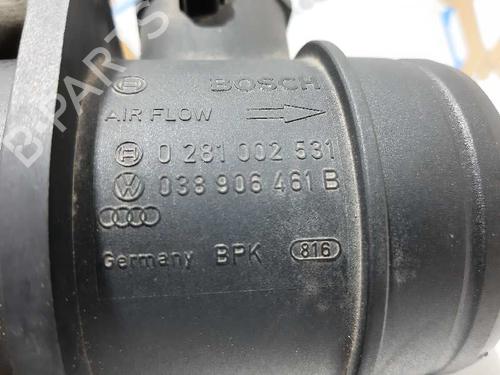 BOSCH
AIR FLOW
0 281 002 531
038 906 461 B
Germany BPK 816
B-PARTS